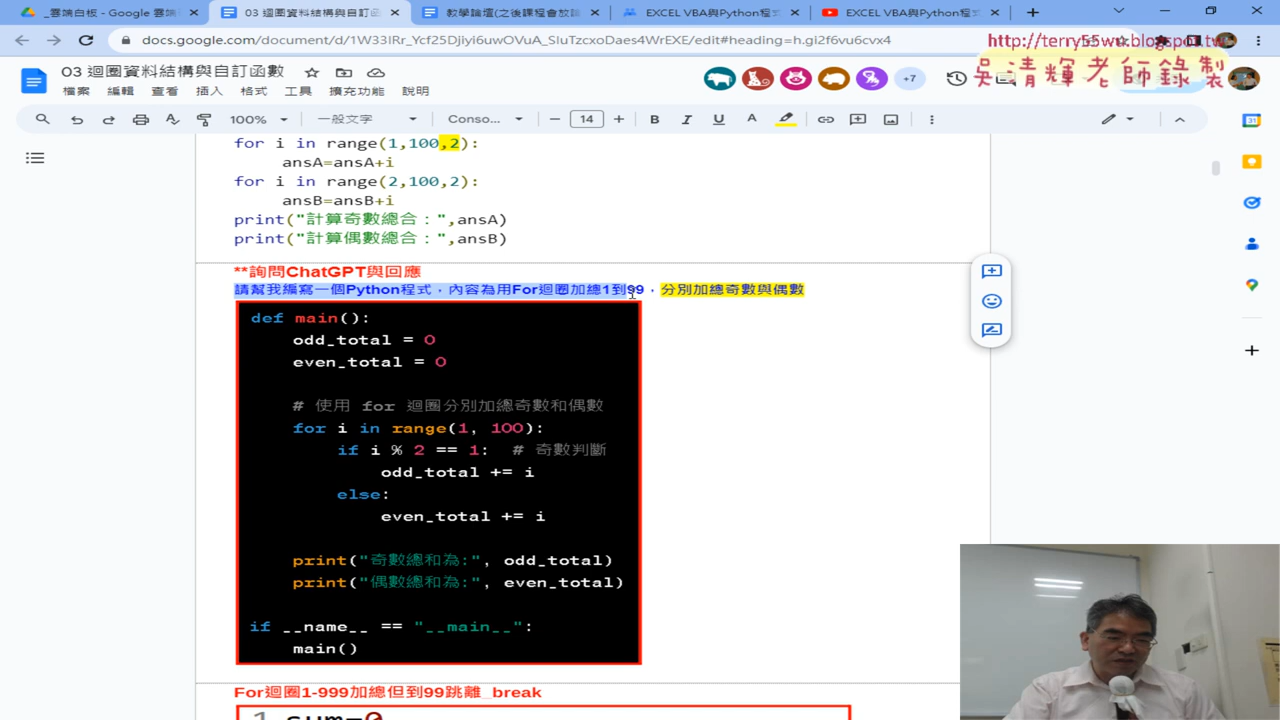 _雲端白板 - Google 雲端
03 迴圈資料結構與自訂函
教學論壇(之後課程會放
EXCEL VBA與Python程式
EXCEL VBA與Python程式
docs.google.com/document/d/1W33IRr_Ycf25Djiyi6uwOVuA_SIuTzcxoDaes4WrEXE/edit#heading=h.gi2f6vu6cvx4
http://terry55wu.blogspot.tw
吳清輝老師錄製
03 迴圈資料結構與自訂函數
檔案 編輯 查看 插入 格式 工具 擴充功能 說明
+7
100% 一般文字 Conso... 14 B I U A
for i in range(1,100,2):
ansA=ansA+i
for i in range(2,100,2):
ansB=ansB+i
print("計算奇數總合：",ansA)
print("計算偶數總合：",ansB)
**詢問ChatGPT與回應
請幫我編寫一個Python程式，內容為用For迴圈加總1到99，分別加總奇數與偶數
def main():
odd_total = 0
even_total = 0
# 使用 for 迴圈分別加總奇數和偶數
for i in range(1, 100):
if i % 2 == 1:  # 奇數判斷
odd_total += i
else:
even_total += i
print("奇數總和為:", odd_total)
print("偶數總和為:", even_total)
if __name__ == "__main__":
main()
For迴圈1-999加總但到99跳離_break
1 sum=0